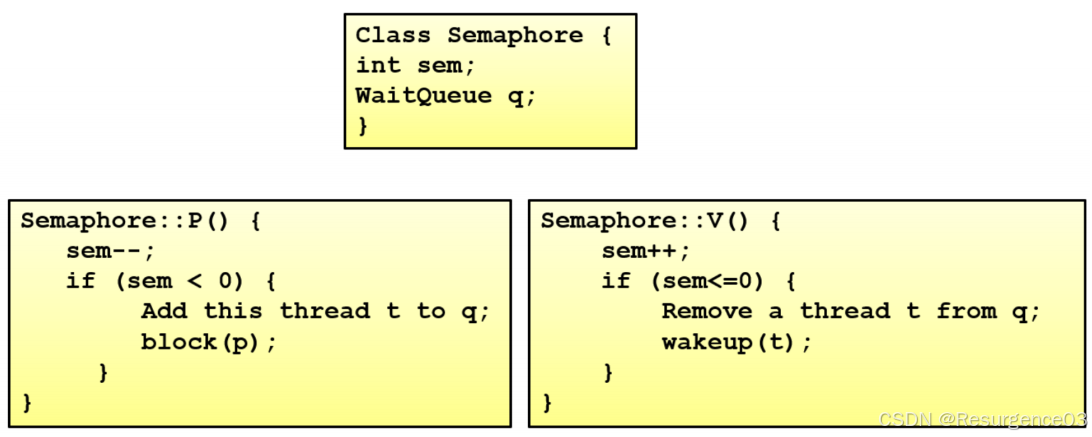 Class Semaphore {
int sem;
WaitQueue q;
}
Semaphore::P() {
sem--;
if (sem < 0) {
Add this thread t to q;
block(p);
}
}
Semaphore::V() {
sem++;
if (sem<=0) {
Remove a thread t from q;
wakeup(t);
}
}
CSDN @Resurgence03